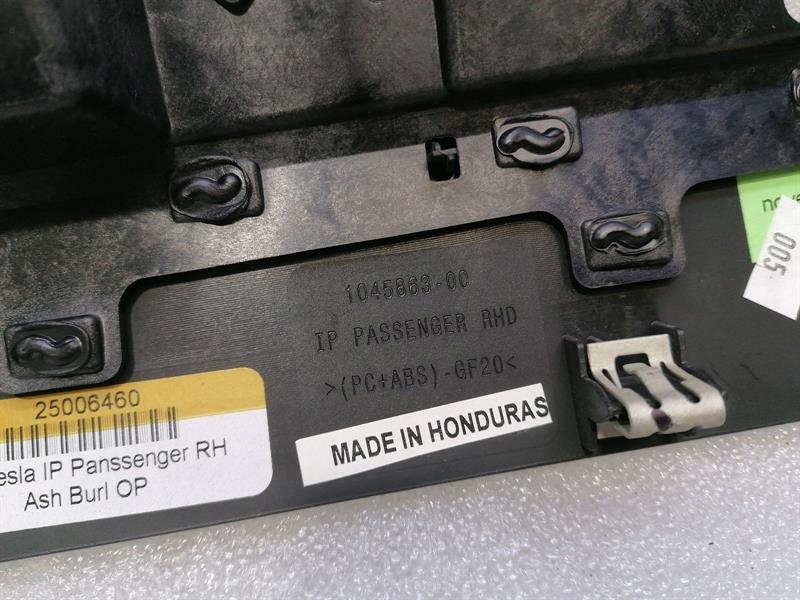 nove
005
1045863-00
IP PASSENGER RHD
>(PC+ABS)-GF20<
MADE IN HONDURAS
25006460
esla IP Panssenger RH
Ash Burl OP